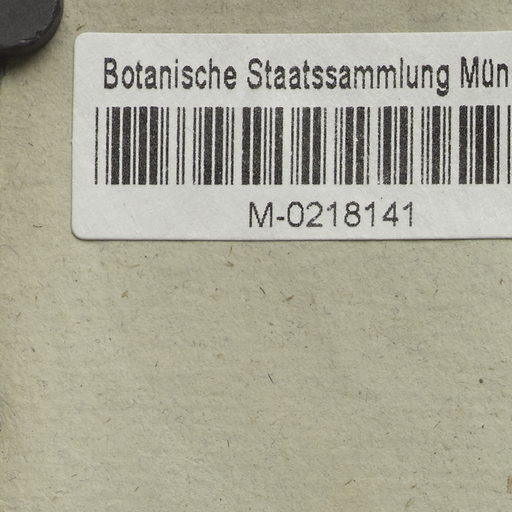 Botanische Staatssammlung Mün
M-0218141